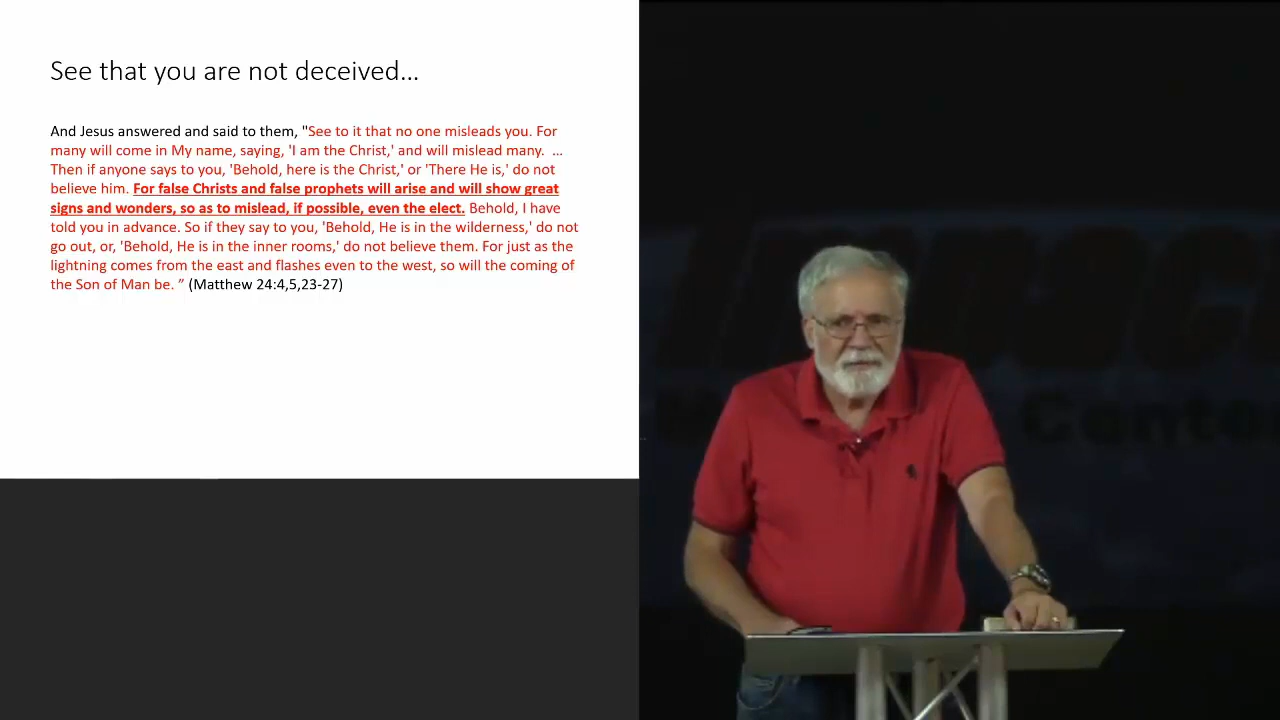 See that you are not deceived…
And Jesus answered and said to them, "See to it that no one misleads you. For
many will come in My name, saying, 'I am the Christ,' and will mislead many.  …
Then if anyone says to you, 'Behold, here is the Christ,' or 'There He is,' do not
believe him. For false Christs and false prophets will arise and will show great
signs and wonders, so as to mislead, if possible, even the elect. Behold, I have
told you in advance. So if they say to you, 'Behold, He is in the wilderness,' do not
go out, or, 'Behold, He is in the inner rooms,' do not believe them. For just as the
lightning comes from the east and flashes even to the west, so will the coming of
the Son of Man be. ” (Matthew 24:4,5,23-27)